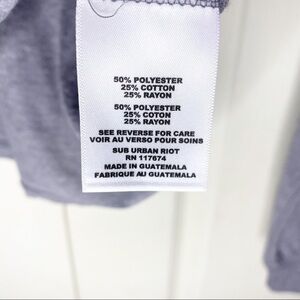 50% POLYESTER
25% COTTON
25% RAYON
50% POLYESTER
25% COTTON
25% RAYON
SEE REVERSE FOR CARE
VOIR AU VERSO POUR SOINS
SUB URBAN RIOT
RN 117674
MADE IN GUATEMALA
FABRIQUE AU GUATEMALA